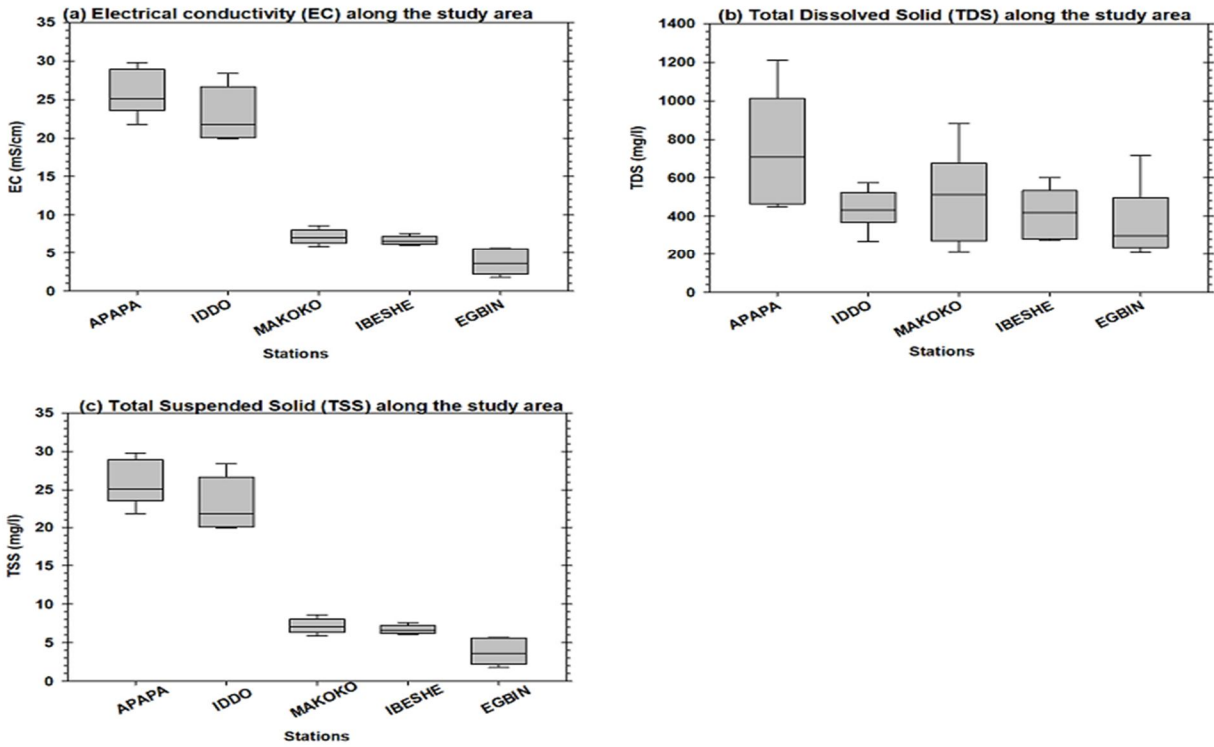 (a) Electrical conductivity (EC) along the study area
35
30
25
20
15
10
5
0
EC (mS/cm)
APAPA
IDDO
MAKOKO
IBESHE
EGBIN
Stations
(b) Total Dissolved Solid (TDS) along the study area
1400
1200
1000
800
600
400
200
0
TDS (mg/l)
APAPA
IDDO
MAKOKO
IBESHE
EGBIN
Stations
(c) Total Suspended Solid (TSS) along the study area
35
30
25
20
15
10
5
0
TSS (mg/l)
APAPA
IDDO
MAKOKO
IBESHE
EGBIN
Stations